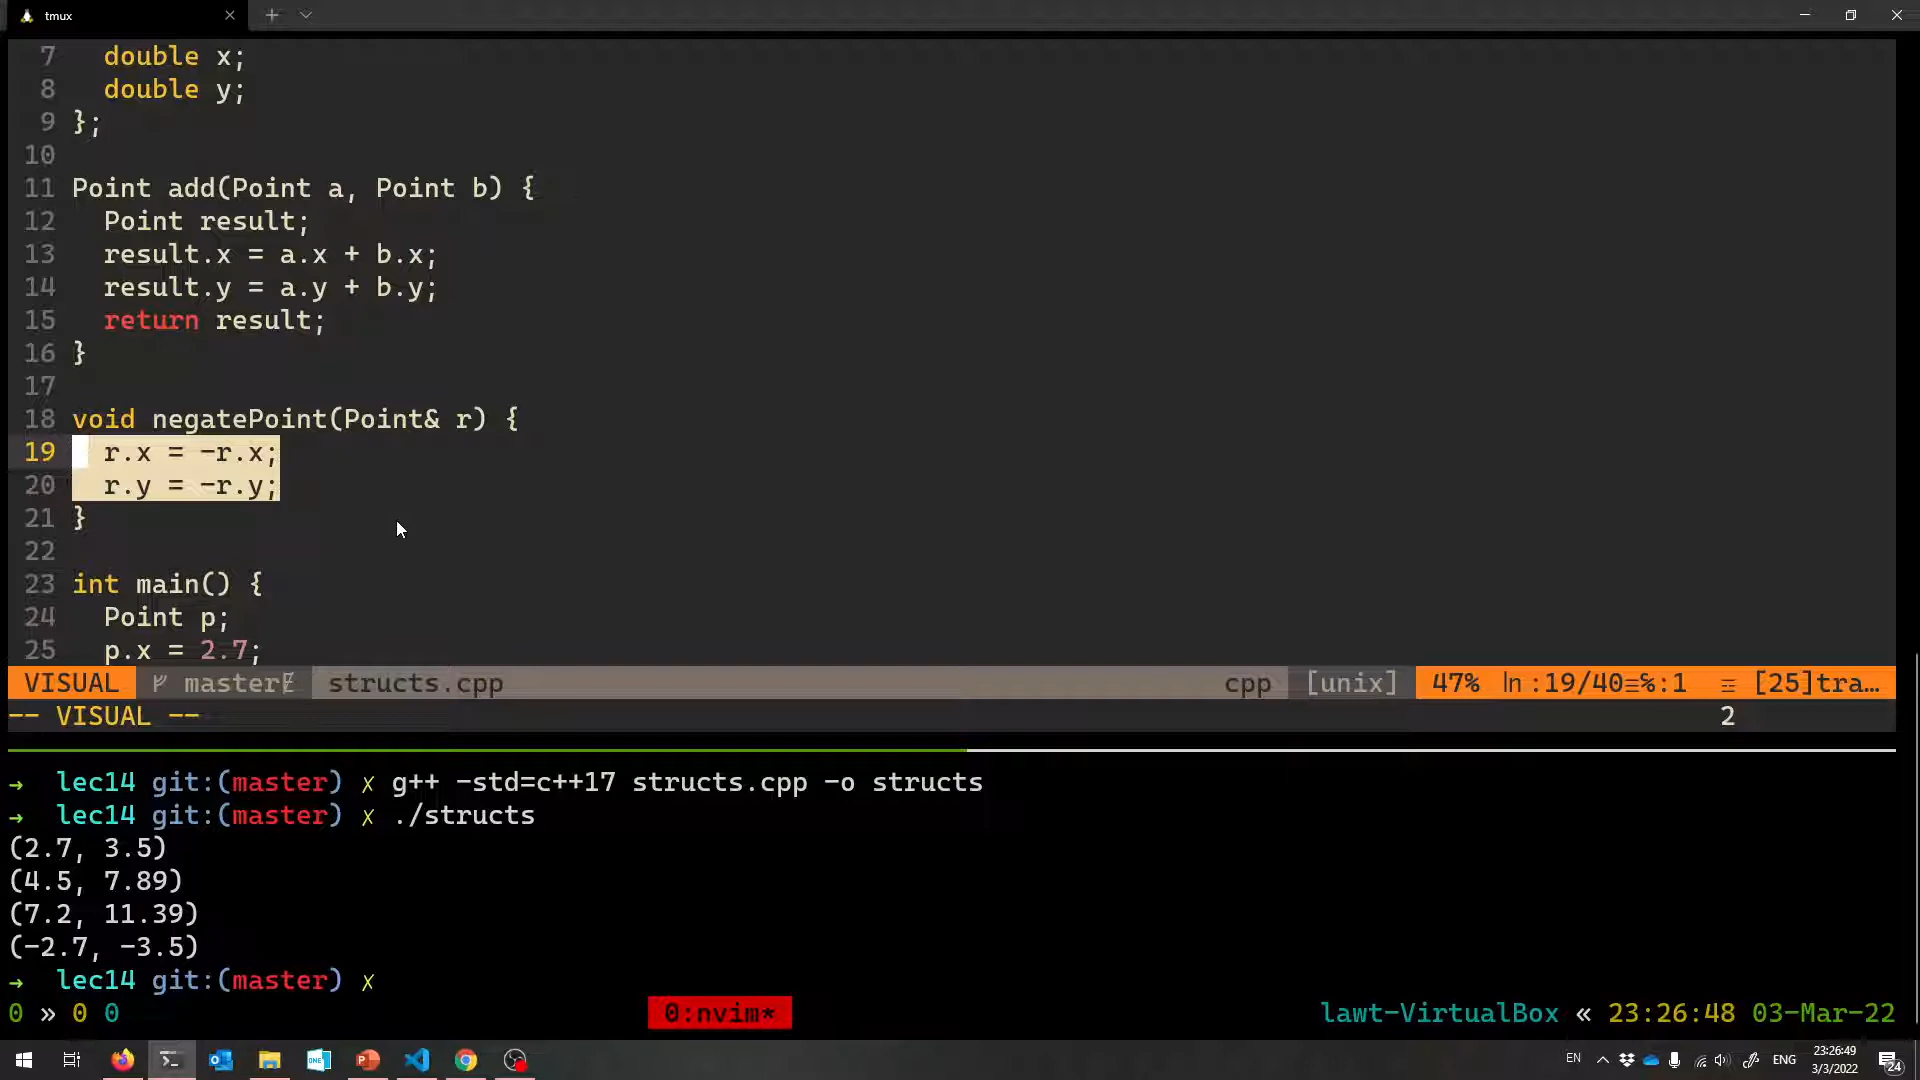 tmux
7 double x;
8 double y;
9 };
10
11 Point add(Point a, Point b) {
12 Point result;
13 result.x = a.x + b.x;
14 result.y = a.y + b.y;
15 return result;
16 }
17
18 void negatePoint(Point& r) {
19 r.x = -r.x;
20 r.y = -r.y;
21 }
22
23 int main() {
24 Point p;
25 p.x = 2.7;
VISUAL master structs.cpp cpp [unix] 47% ln :19/40≡%:1 ☲ [25]tra…
-- VISUAL -- 2
→ lec14 git:(master) ✗ g++ -std=c++17 structs.cpp -o structs
→ lec14 git:(master) ✗ ./structs
(2.7, 3.5)
(4.5, 7.89)
(7.2, 11.39)
(-2.7, -3.5)
→ lec14 git:(master) ✗
0 » 0 0 0:nvim* lawt-VirtualBox « 23:26:48 03-Mar-22
EN ENG 23:26:49
3/3/2022 24